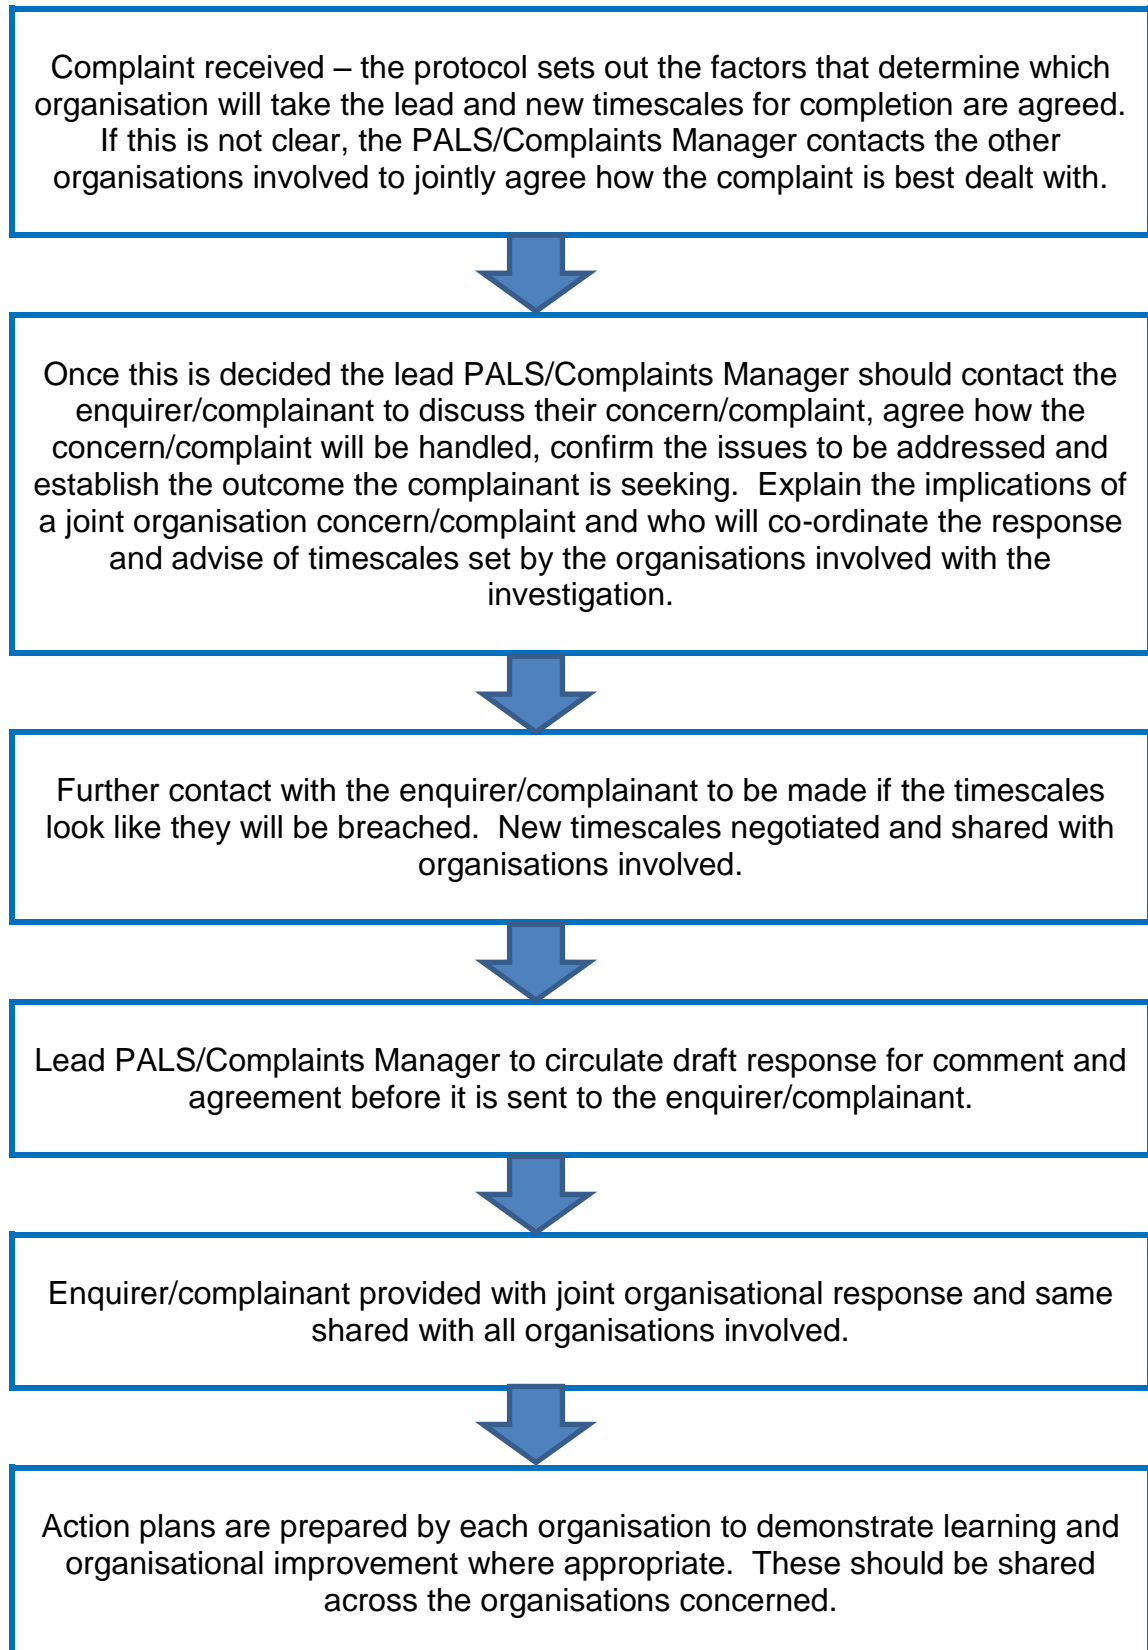 Complaint received – the protocol sets out the factors that determine which
organisation will take the lead and new timescales for completion are agreed.
If this is not clear, the PALS/Complaints Manager contacts the other
organisations involved to jointly agree how the complaint is best dealt with.
Once this is decided the lead PALS/Complaints Manager should contact the
enquirer/complainant to discuss their concern/complaint, agree how the
concern/complaint will be handled, confirm the issues to be addressed and
establish the outcome the complainant is seeking.  Explain the implications of
a joint organisation concern/complaint and who will co-ordinate the response
and advise of timescales set by the organisations involved with the
investigation.
Further contact with the enquirer/complainant to be made if the timescales
look like they will be breached.  New timescales negotiated and shared with
organisations involved.
Lead PALS/Complaints Manager to circulate draft response for comment and
agreement before it is sent to the enquirer/complainant.
Enquirer/complainant provided with joint organisational response and same
shared with all organisations involved.
Action plans are prepared by each organisation to demonstrate learning and
organisational improvement where appropriate.  These should be shared
across the organisations concerned.